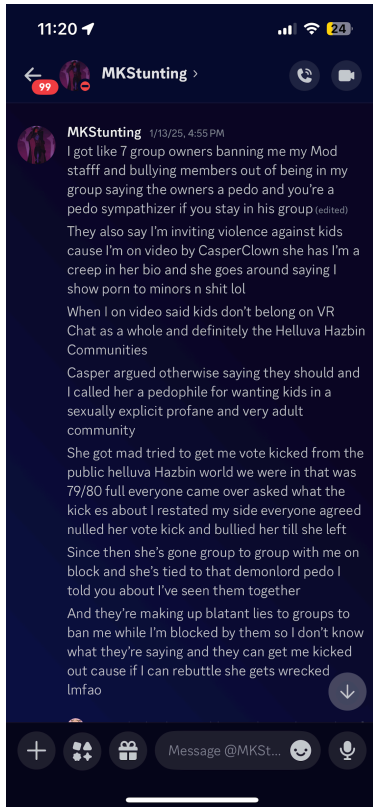 11:20
24
99
MKStunting >
MKStunting 1/13/25, 4:55 PM
I got like 7 group owners banning me my Mod
stafff and bullying members out of being in my
group saying the owners a pedo and you're a
pedo sympathizer if you stay in his group (edited)
They also say I'm inviting violence against kids
cause I'm on video by CasperClown she has I'm a
creep in her bio and she goes around saying I
show porn to minors n shit lol
When I on video said kids don't belong on VR
Chat as a whole and definitely the Helluva Hazbin
Communities
Casper argued otherwise saying they should and
I called her a pedophile for wanting kids in a
sexually explicit profane and very adult
community
She got mad tried to get me vote kicked from the
public helluva Hazbin world we were in that was
79/80 full everyone came over asked what the
kick es about I restated my side everyone agreed
nulled her vote kick and bullied her till she left
Since then she's gone group to group with me on
block and she's tied to that demonlord pedo I
told you about I've seen them together
And they're making up blatant lies to groups to
ban me while I'm blocked by them so I don't know
what they're saying and they can get me kicked
out cause if I can rebuttle she gets wrecked
lmfao
Message @MKSt...